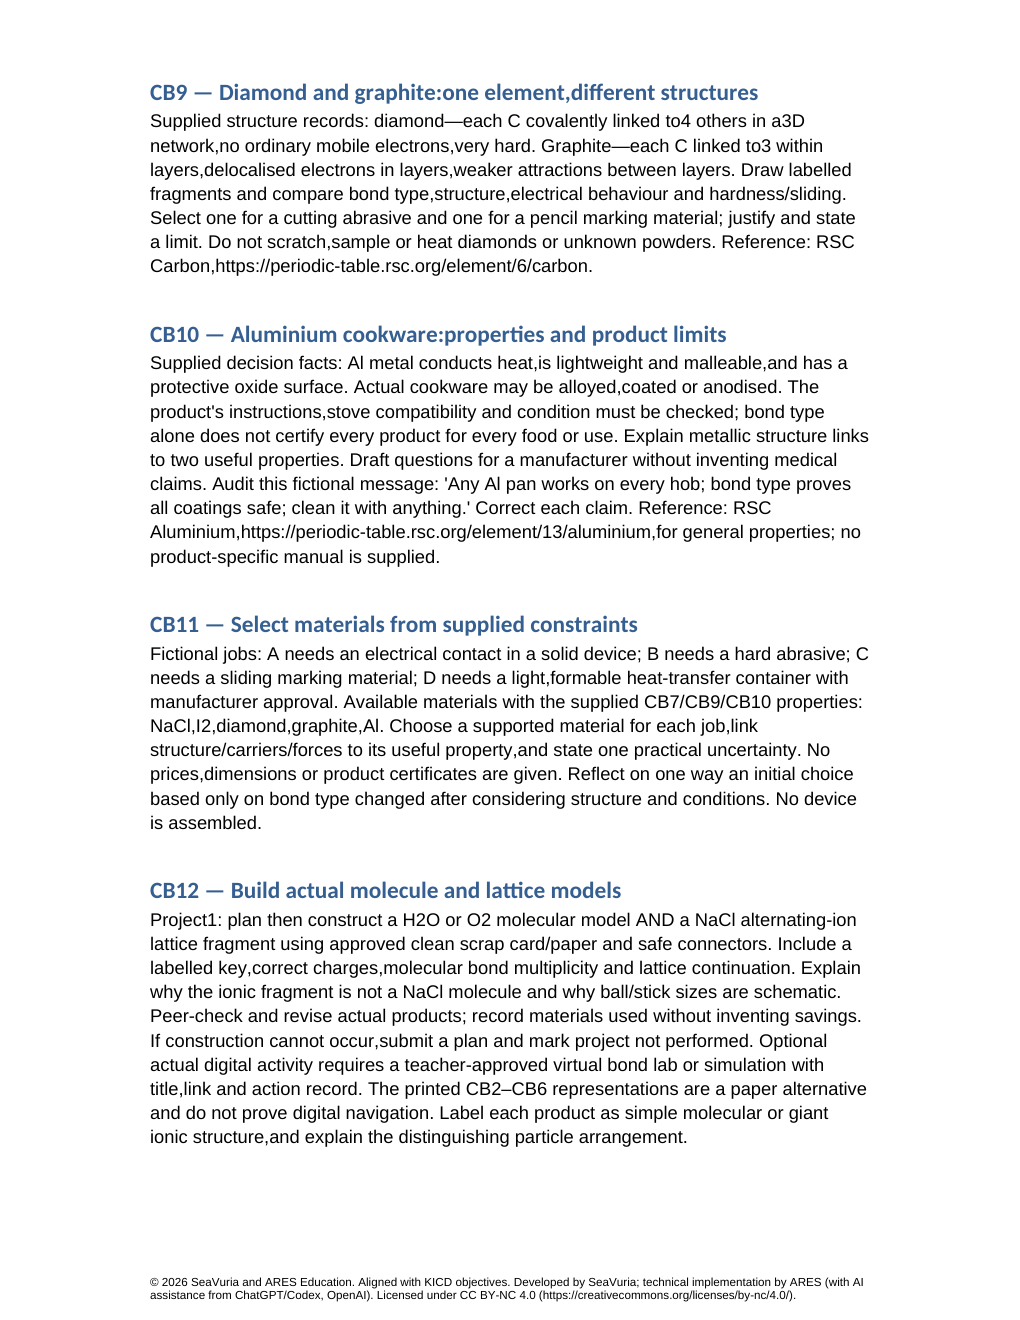 CB9 — Diamond and graphite:one element,different structures
Supplied structure records: diamond—each C covalently linked to4 others in a3D
network,no ordinary mobile electrons,very hard. Graphite—each C linked to3 within
layers,delocalised electrons in layers,weaker attractions between layers. Draw labelled
fragments and compare bond type,structure,electrical behaviour and hardness/sliding.
Select one for a cutting abrasive and one for a pencil marking material; justify and state
a limit. Do not scratch,sample or heat diamonds or unknown powders. Reference: RSC
Carbon,https://periodic-table.rsc.org/element/6/carbon.
CB10 — Aluminium cookware:properties and product limits
Supplied decision facts: Al metal conducts heat,is lightweight and malleable,and has a
protective oxide surface. Actual cookware may be alloyed,coated or anodised. The
product's instructions,stove compatibility and condition must be checked; bond type
alone does not certify every product for every food or use. Explain metallic structure links
to two useful properties. Draft questions for a manufacturer without inventing medical
claims. Audit this fictional message: 'Any Al pan works on every hob; bond type proves
all coatings safe; clean it with anything.' Correct each claim. Reference: RSC
Aluminium,https://periodic-table.rsc.org/element/13/aluminium,for general properties; no
product-specific manual is supplied.
CB11 — Select materials from supplied constraints
Fictional jobs: A needs an electrical contact in a solid device; B needs a hard abrasive; C
needs a sliding marking material; D needs a light,formable heat-transfer container with
manufacturer approval. Available materials with the supplied CB7/CB9/CB10 properties:
NaCl,I2,diamond,graphite,Al. Choose a supported material for each job,link
structure/carriers/forces to its useful property,and state one practical uncertainty. No
prices,dimensions or product certificates are given. Reflect on one way an initial choice
based only on bond type changed after considering structure and conditions. No device
is assembled.
CB12 — Build actual molecule and lattice models
Project1: plan then construct a H2O or O2 molecular model AND a NaCl alternating-ion
lattice fragment using approved clean scrap card/paper and safe connectors. Include a
labelled key,correct charges,molecular bond multiplicity and lattice continuation. Explain
why the ionic fragment is not a NaCl molecule and why ball/stick sizes are schematic.
Peer-check and revise actual products; record materials used without inventing savings.
If construction cannot occur,submit a plan and mark project not performed. Optional
actual digital activity requires a teacher-approved virtual bond lab or simulation with
title,link and action record. The printed CB2–CB6 representations are a paper alternative
and do not prove digital navigation. Label each product as simple molecular or giant
ionic structure,and explain the distinguishing particle arrangement.
© 2026 SeaVuria and ARES Education. Aligned with KICD objectives. Developed by SeaVuria; technical implementation by ARES (with AI
assistance from ChatGPT/Codex, OpenAI). Licensed under CC BY-NC 4.0 (https://creativecommons.org/licenses/by-nc/4.0/).